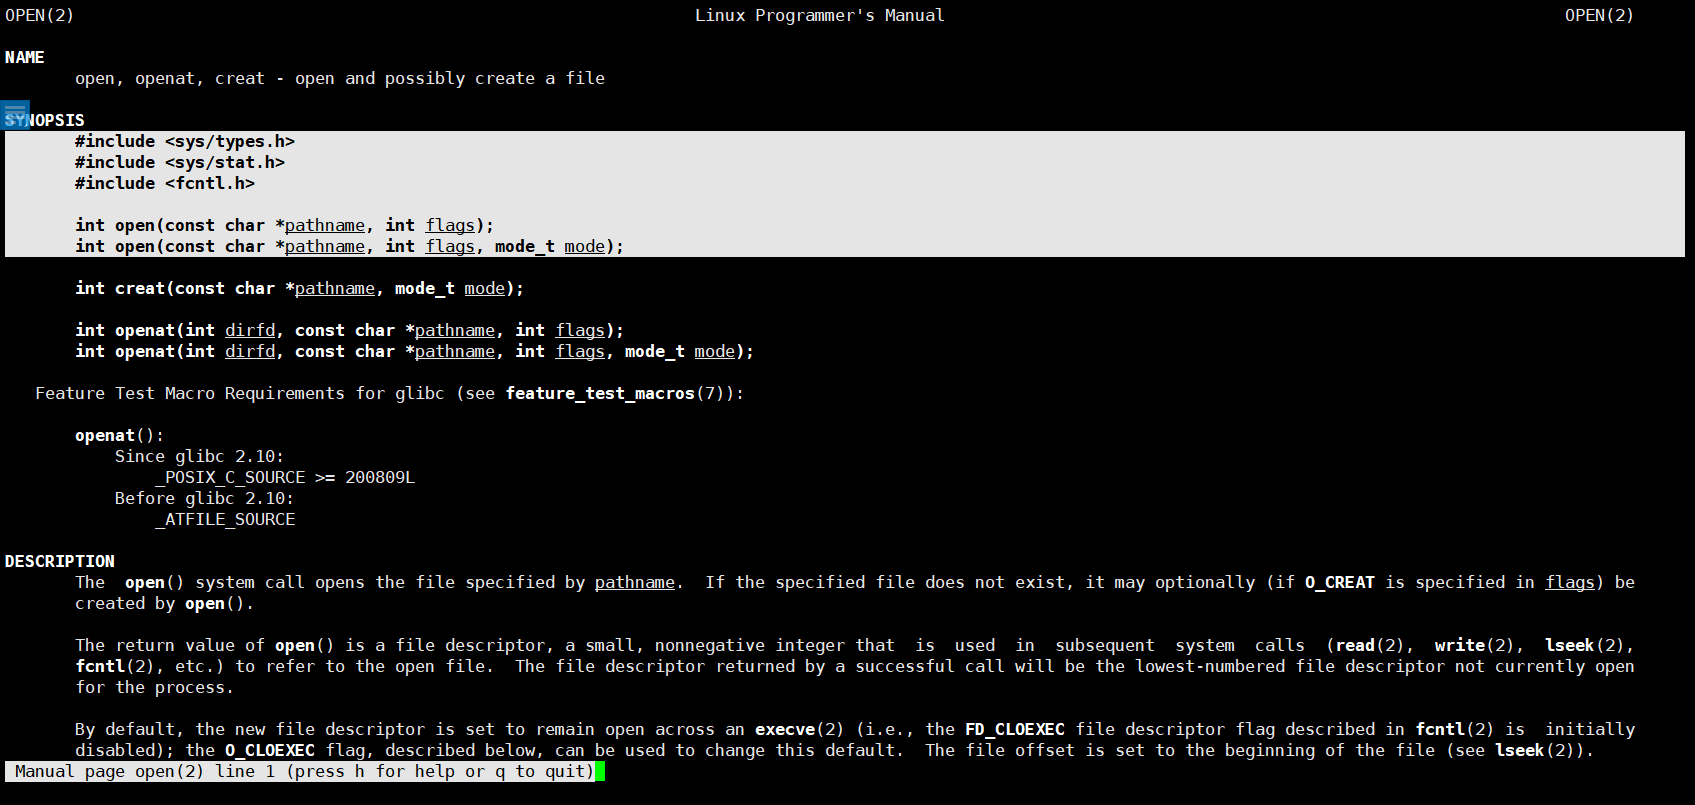 OPEN(2) Linux Programmer's Manual OPEN(2)
NAME
open, openat, creat - open and possibly create a file
SYNOPSIS
#include <sys/types.h>
#include <sys/stat.h>
#include <fcntl.h>
int open(const char *pathname, int flags);
int open(const char *pathname, int flags, mode_t mode);
int creat(const char *pathname, mode_t mode);
int openat(int dirfd, const char *pathname, int flags);
int openat(int dirfd, const char *pathname, int flags, mode_t mode);
Feature Test Macro Requirements for glibc (see feature_test_macros(7)):
openat():
Since glibc 2.10:
_POSIX_C_SOURCE >= 200809L
Before glibc 2.10:
_ATFILE_SOURCE
DESCRIPTION
The open() system call opens the file specified by pathname. If the specified file does not exist, it may optionally (if O_CREAT is specified in flags) be
created by open().
The return value of open() is a file descriptor, a small, nonnegative integer that is used in subsequent system calls (read(2), write(2), lseek(2),
fcntl(2), etc.) to refer to the open file. The file descriptor returned by a successful call will be the lowest-numbered file descriptor not currently open
for the process.
By default, the new file descriptor is set to remain open across an execve(2) (i.e., the FD_CLOEXEC file descriptor flag described in fcntl(2) is initially
disabled); the O_CLOEXEC flag, described below, can be used to change this default. The file offset is set to the beginning of the file (see lseek(2)).
Manual page open(2) line 1 (press h for help or q to quit)